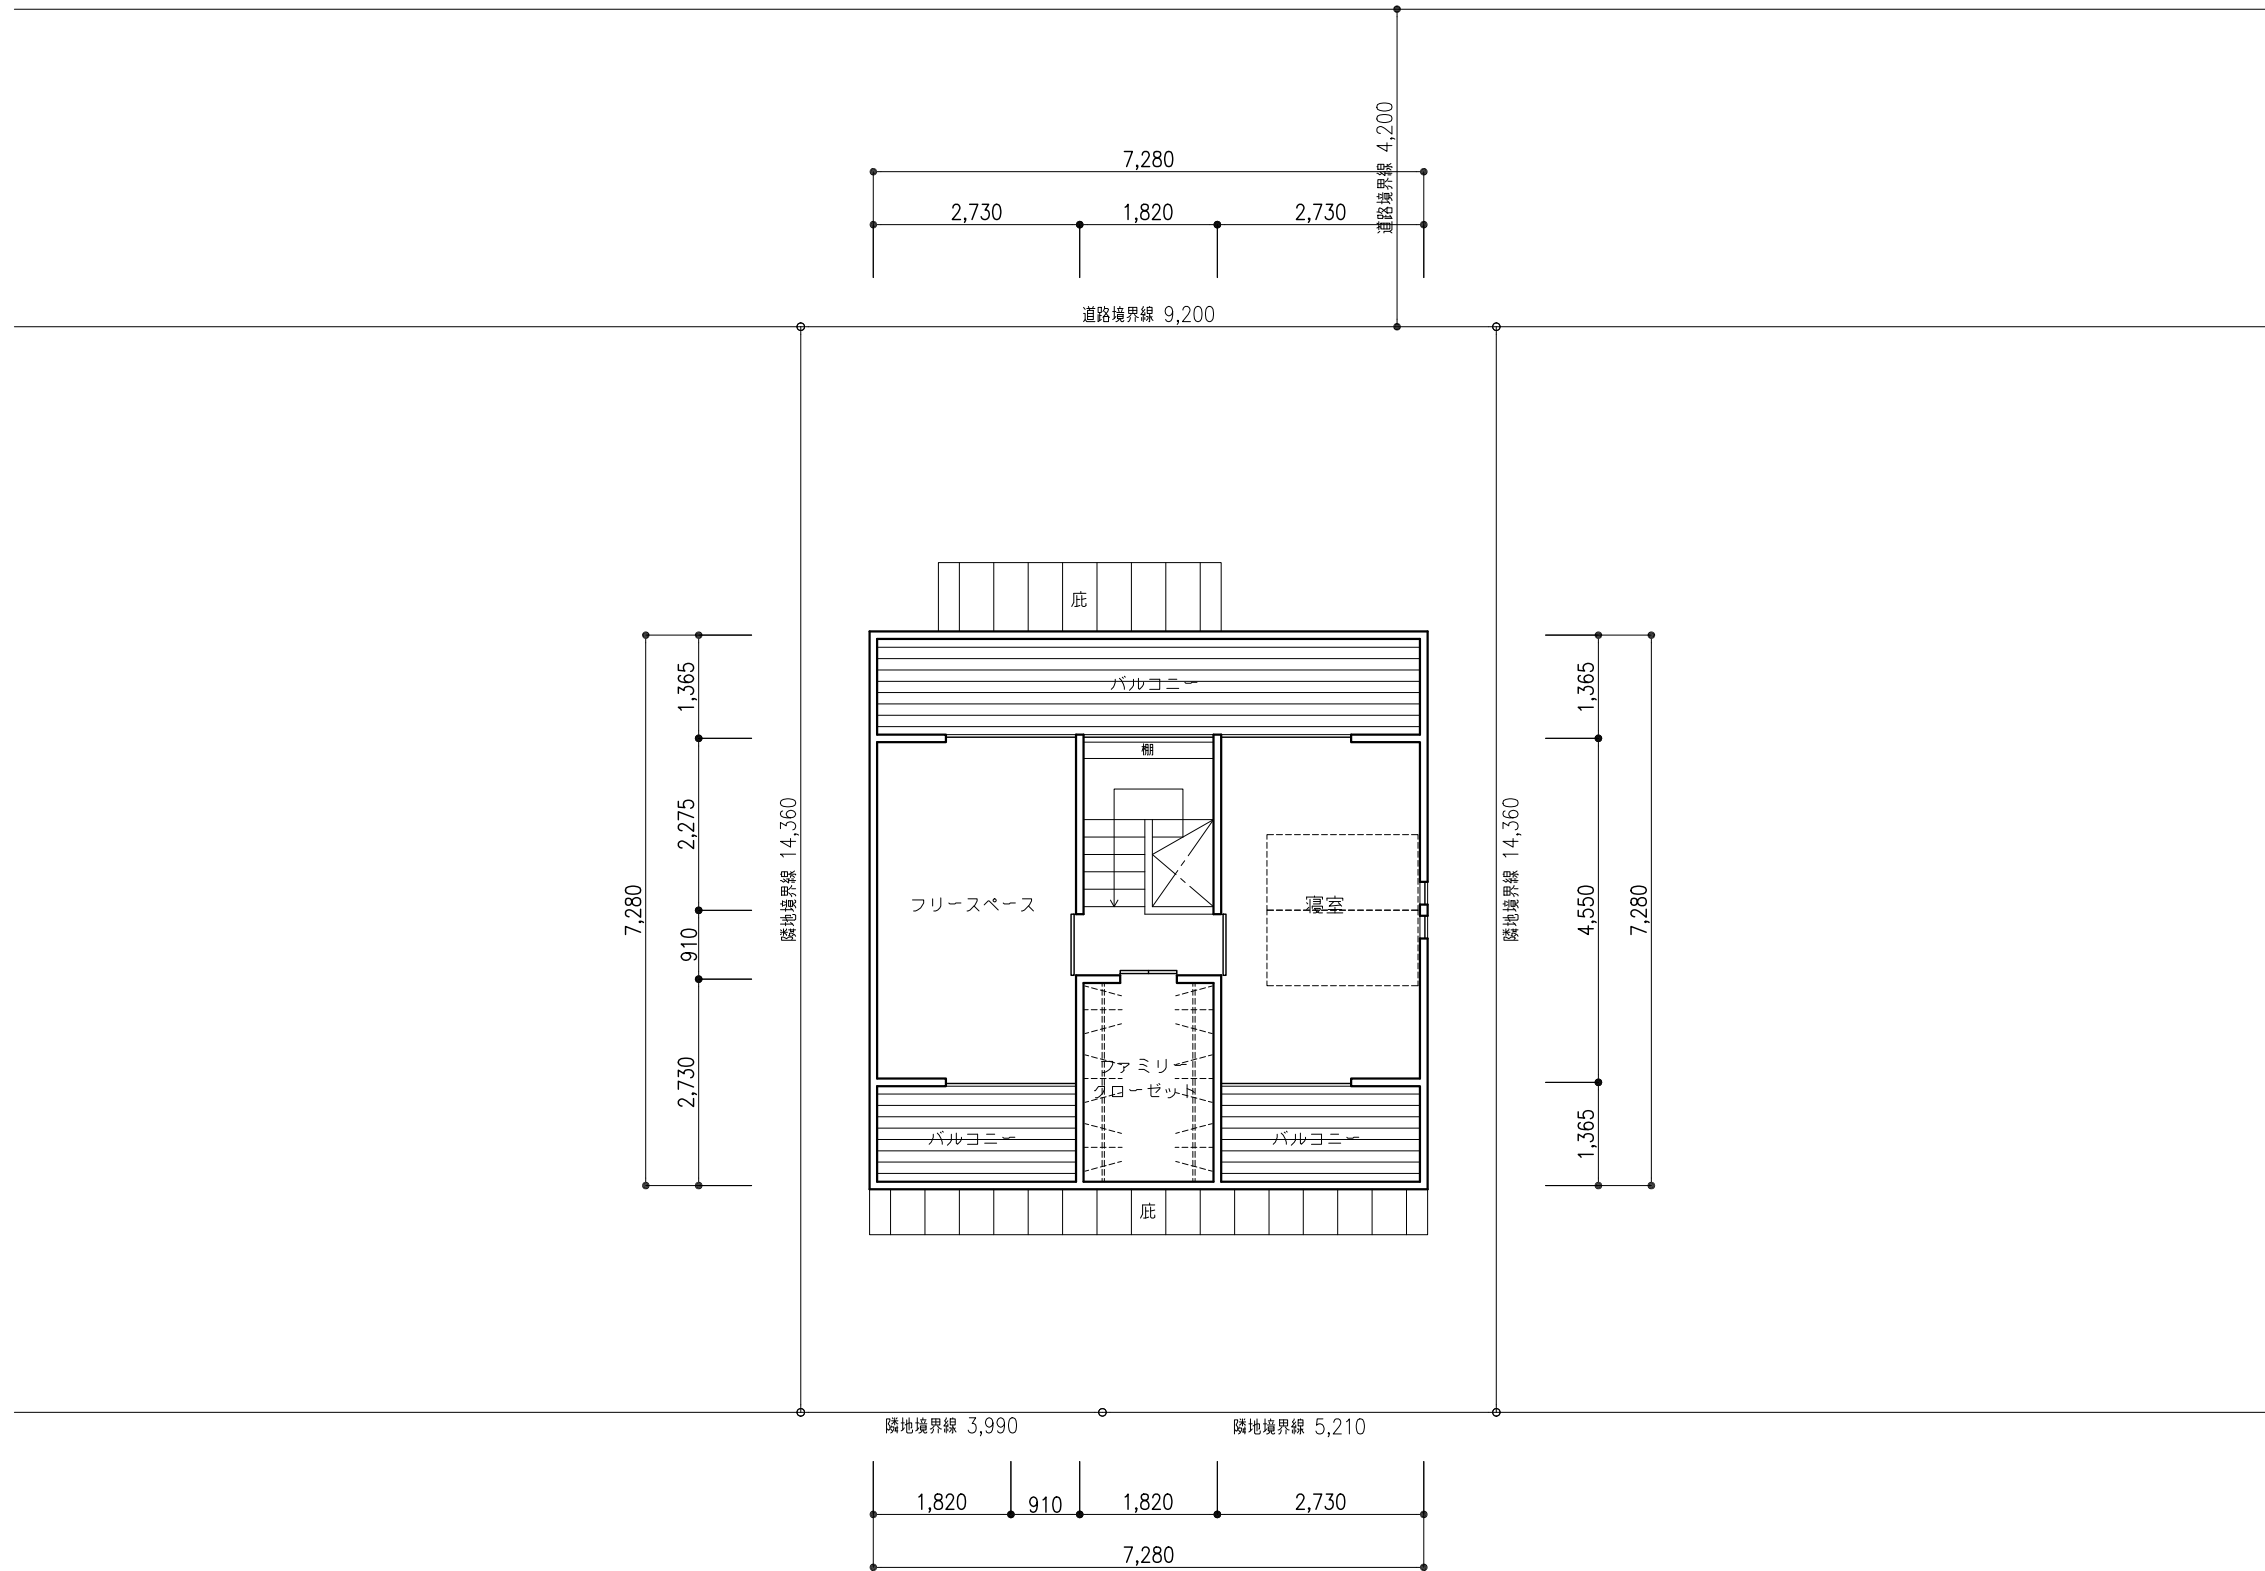 道路境界線 4,200
7,280
2,730
1,820
2,730
道路境界線 9,200
庇
バルコニー
棚
フリースペース
寝室
ファミリー
クローゼット
バルコニー
バルコニー
庇
7,280
1,365
2,275
910
2,730
隣地境界線 14,360
隣地境界線 14,360
1,365
4,550
1,365
7,280
隣地境界線 3,990
隣地境界線 5,210
1,820
910
1,820
2,730
7,280